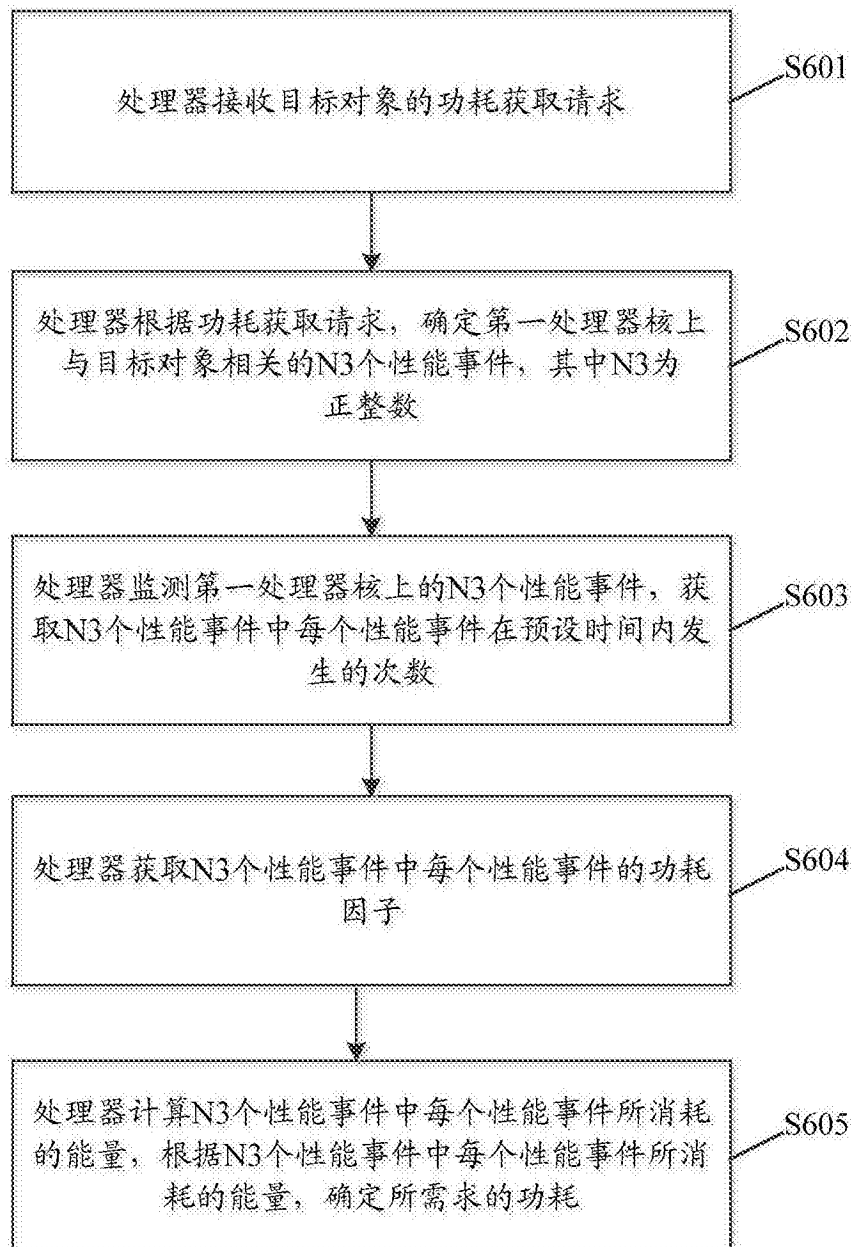 处理器接收目标对象的功耗获取请求
S601
处理器根据功耗获取请求，确定第一处理器核上
与目标对象相关的N3个性能事件，其中N3为
正整数
S602
处理器监测第一处理器核上的N3个性能事件，获
取N3个性能事件中每个性能事件在预设时间内发
生的次数
S603
处理器获取N3个性能事件中每个性能事件的功耗
因子
S604
处理器计算N3个性能事件中每个性能事件所消耗
的能量，根据N3个性能事件中每个性能事件所消
耗的能量，确定所需求的功耗
S605